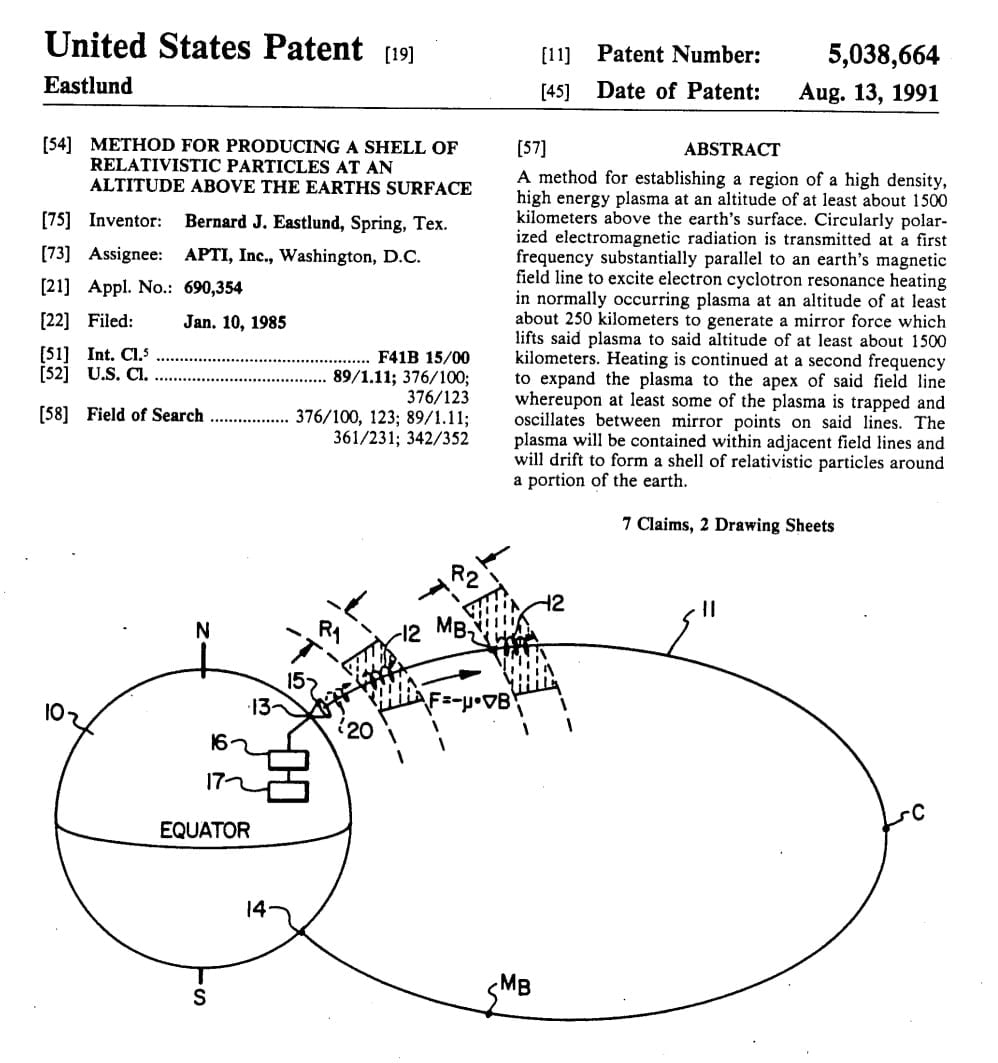 United States Patent [19]
Eastlund
[11] Patent Number: 5,038,664
[45] Date of Patent: Aug. 13, 1991
[54] METHOD FOR PRODUCING A SHELL OF
RELATIVISTIC PARTICLES AT AN
ALTITUDE ABOVE THE EARTHS SURFACE
[75] Inventor: Bernard J. Eastlund, Spring, Tex.
[73] Assignee: APTI, Inc., Washington, D.C.
[21] Appl. No.: 690,354
[22] Filed: Jan. 10, 1985
[51] Int. Cl.⁵ ........................................ F41B 15/00
[52] U.S. Cl. .................................... 89/1.11; 376/100;
376/123
[58] Field of Search ................. 376/100, 123; 89/1.11;
361/231; 342/352
[57] ABSTRACT
A method for establishing a region of a high density,
high energy plasma at an altitude of at least about 1500
kilometers above the earth's surface. Circularly polar-
ized electromagnetic radiation is transmitted at a first
frequency substantially parallel to an earth's magnetic
field line to excite electron cyclotron resonance heating
in normally occurring plasma at an altitude of at least
about 250 kilometers to generate a mirror force which
lifts said plasma to said altitude of at least about 1500
kilometers. Heating is continued at a second frequency
to expand the plasma to the apex of said field line
whereupon at least some of the plasma is trapped and
oscillates between mirror points on said lines. The
plasma will be contained within adjacent field lines and
will drift to form a shell of relativistic particles around
a portion of the earth.
7 Claims, 2 Drawing Sheets
R2
12
11
MB
R1
12
N
15
13
F=-μ•∇B
10
20
16
17
C
EQUATOR
14
MB
S